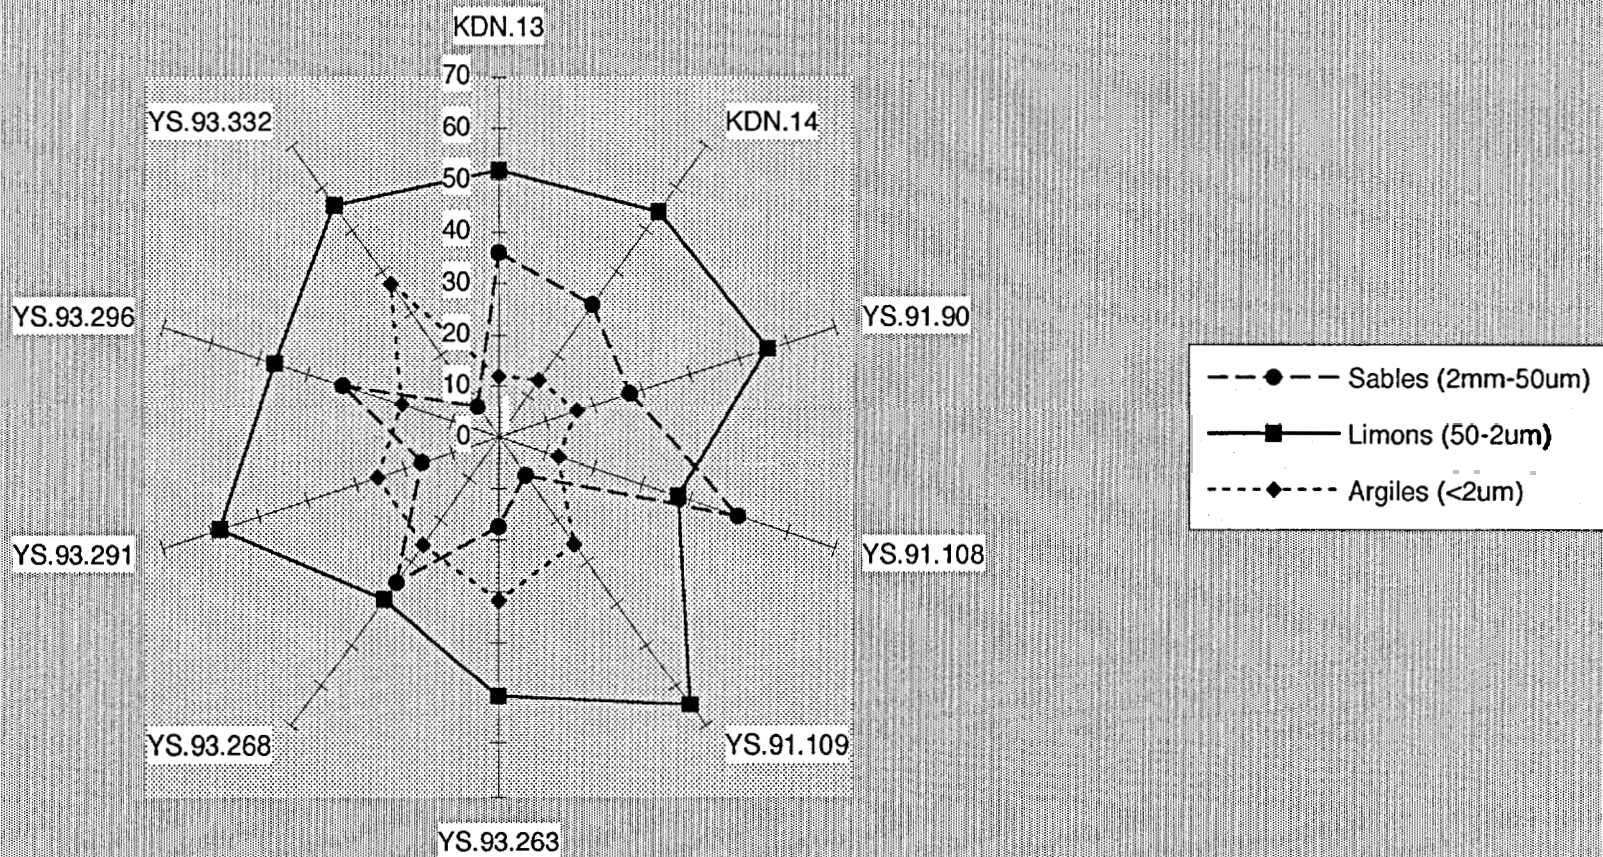 KDN.13
70
YS.93.332
KDN.14
60
50
40
30
YS.93.296
YS.91.90
20
10
0
YS.93.291
YS.91.108
YS.93.268
YS.91.109
YS.93.263
Sables (2mm-50um)
Limons (50-2um)
Argiles (<2um)